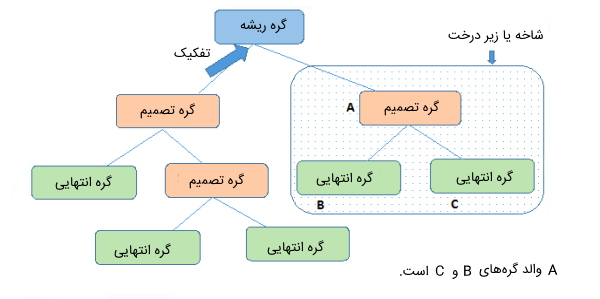 گره ریشه
شاخه یا زیر درخت
تفکیک
گره تصمیم
A
گره تصمیم
گره انتهایی
گره تصمیم
گره انتهایی
گره انتهایی
B
C
گره انتهایی
گره انتهایی
A والد گره‌های B و C است.